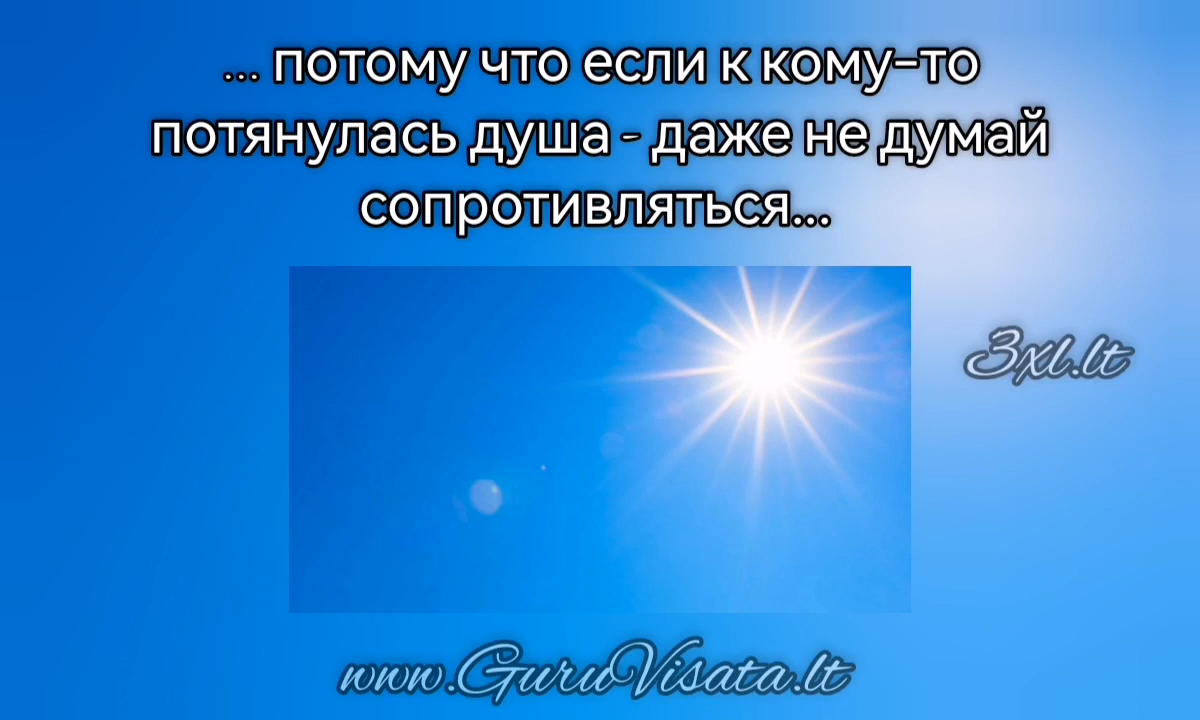 ... потому что если к кому-то
потянулась душа - даже не думай
сопротивляться...
3xl.lt
www.GuruVisata.lt